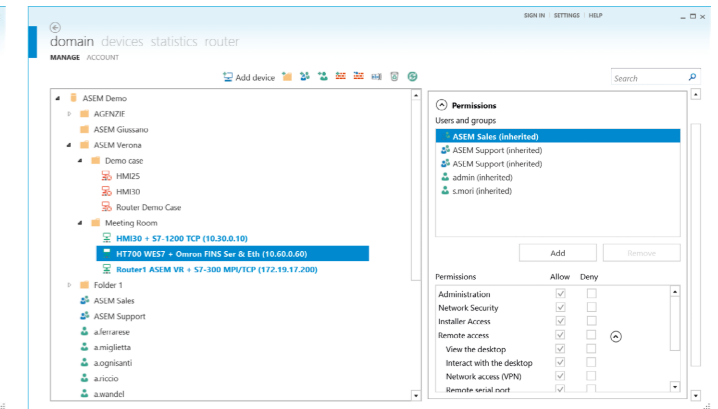 SIGN IN | SETTINGS | HELP
domain devices statistics router
MANAGE ACCOUNT
Add device
Search
ASEM Demo
AGENZIE
ASEM Giussano
ASEM Verona
Demo case
HMI25
HMI30
Router Demo Case
Meeting Room
HMI30 + S7-1200 TCP (10.30.0.10)
HT700 WES7 + Omron FINS Ser & Eth (10.60.0.60)
Router1 ASEM VR + S7-300 MPI/TCP (172.19.17.200)
Folder 1
ASEM Sales
ASEM Support
a.ferrarese
a.miglietta
a.ognisanti
a.riccio
a.wandel
Permissions
Users and groups
ASEM Sales (inherited)
ASEM Support (inherited)
ASEM Support (inherited)
admin (inherited)
s.mori (inherited)
Add Remove
Permissions Allow Deny
Administration
Network Security
Installer Access
Remote access
View the desktop
Interact with the desktop
Network access (VPN)
Remote serial port